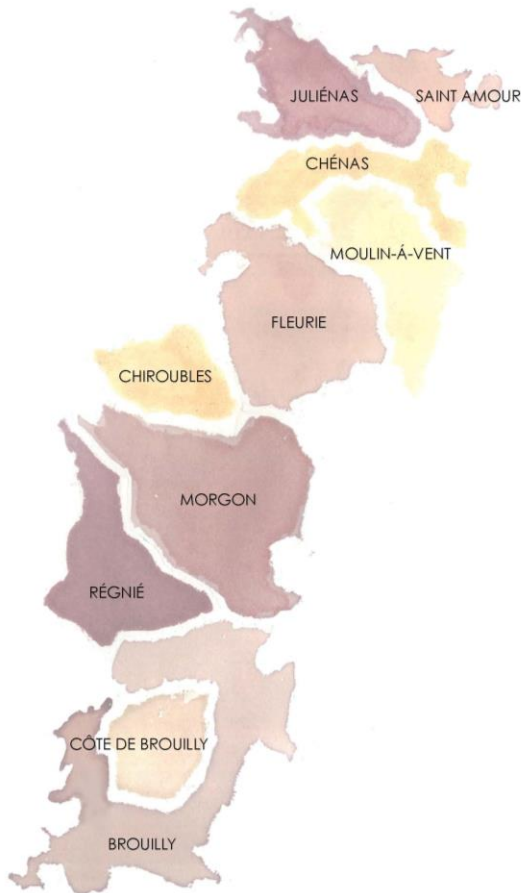 JULIÉNAS
SAINT AMOUR
CHÉNAS
MOULIN-Á-VENT
FLEURIE
CHIROUBLES
MORGON
RÉGNIÉ
CÔTE DE BROUILLY
BROUILLY